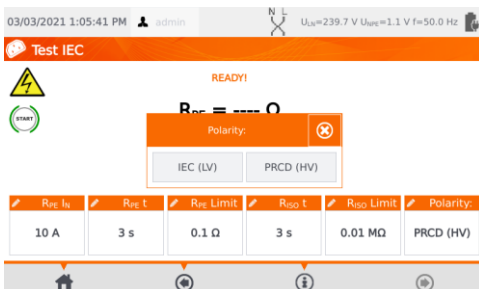 03/03/2021 1:05:41 PM admin N L U_LN=239.7 V U_NPE=1.1 V f=50.0 Hz
Test IEC
READY!
START
R_PE = ---- Ω
Polarity:
IEC (LV) PRCD (HV)
R_PE I_N R_PE t R_PE Limit R_ISO t R_ISO Limit Polarity:
10 A 3 s 0.1 Ω 3 s 0.01 MΩ PRCD (HV)